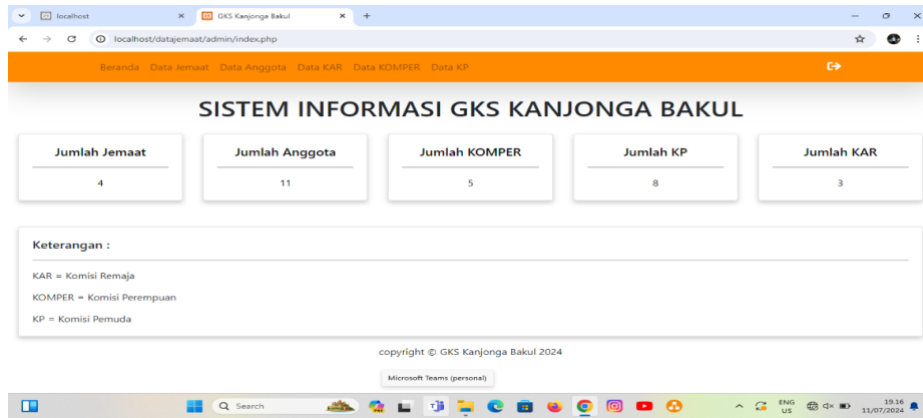 localhost
GKS Kanjonga Bakul
localhost/datajemaat/admin/index.php
Beranda Data Jemaat Data Anggota Data KAR Data KOMPER Data KP
SISTEM INFORMASI GKS KANJONGA BAKUL
Jumlah Jemaat Jumlah Anggota Jumlah KOMPER Jumlah KP Jumlah KAR
4 11 5 8 3
Keterangan :
KAR = Komisi Remaja
KOMPER = Komisi Perempuan
KP = Komisi Pemuda
copyright © GKS Kanjonga Bakul 2024
Microsoft Teams (personal)
Search
ENG
US
19.16
11/07/2024